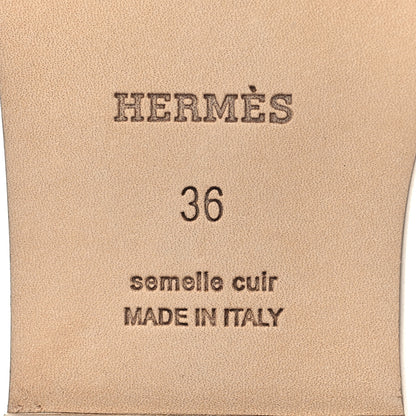 HERMÈS
36
semelle cuir
MADE IN ITALY